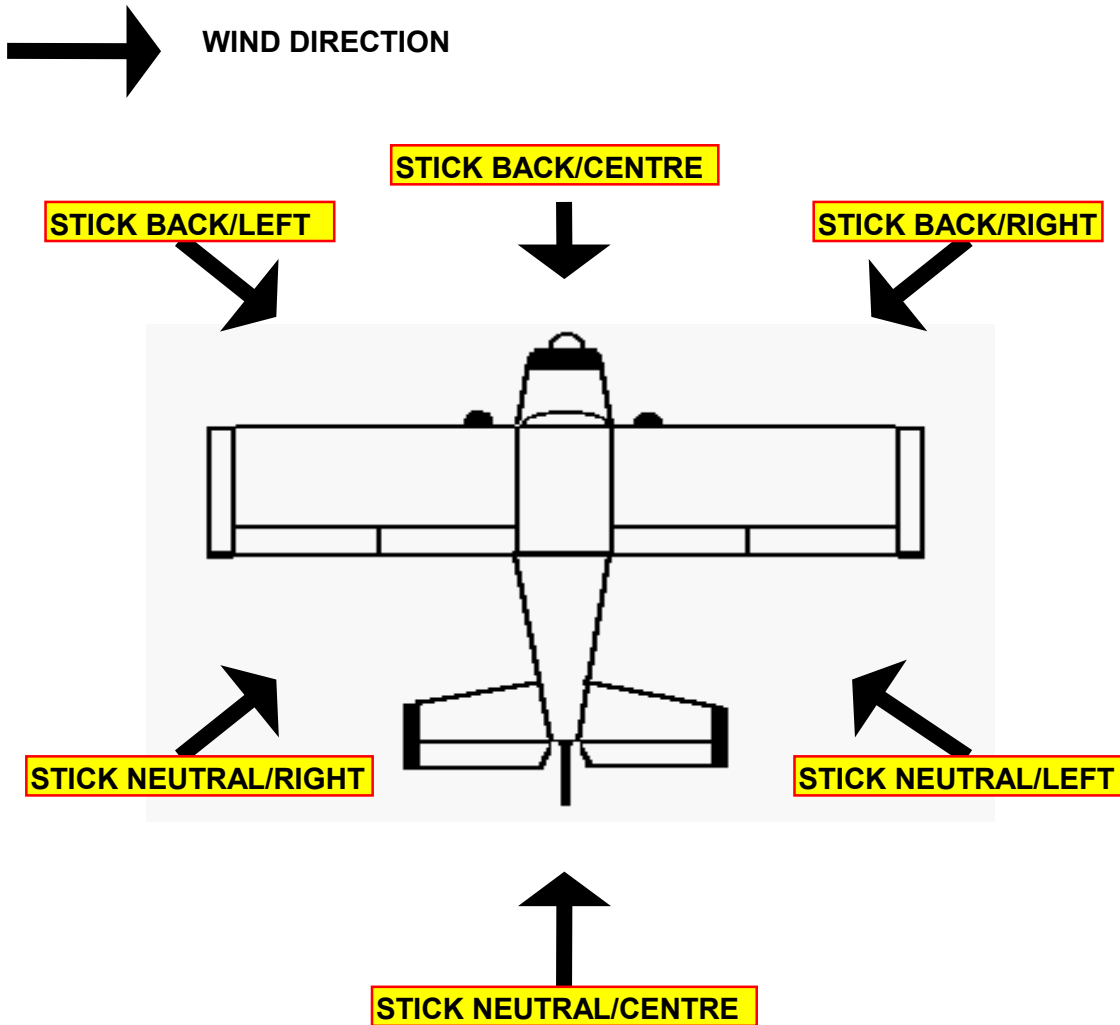 WIND DIRECTION
STICK BACK/CENTRE
STICK BACK/LEFT
STICK BACK/RIGHT
STICK NEUTRAL/RIGHT
STICK NEUTRAL/LEFT
STICK NEUTRAL/CENTRE